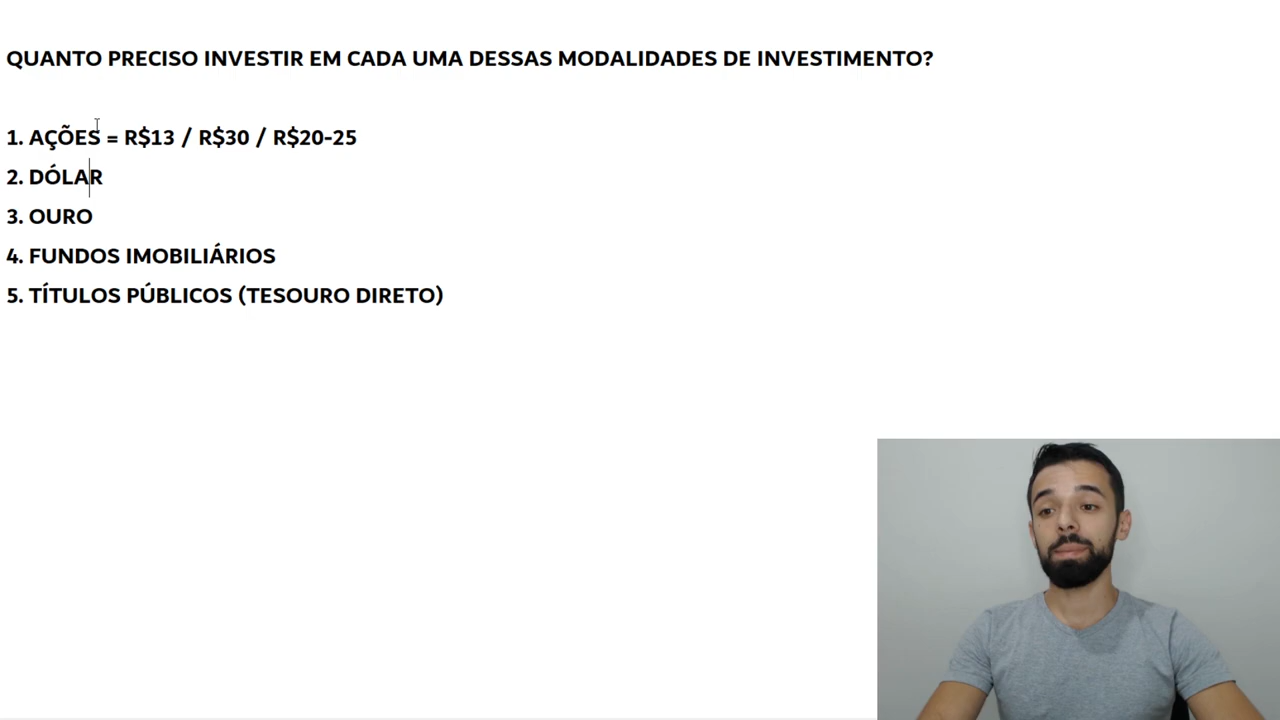 QUANTO PRECISO INVESTIR EM CADA UMA DESSAS MODALIDADES DE INVESTIMENTO?
1. AÇÕES = R$13 / R$30 / R$20-25
2. DÓLAR
3. OURO
4. FUNDOS IMOBILIÁRIOS
5. TÍTULOS PÚBLICOS (TESOURO DIRETO)